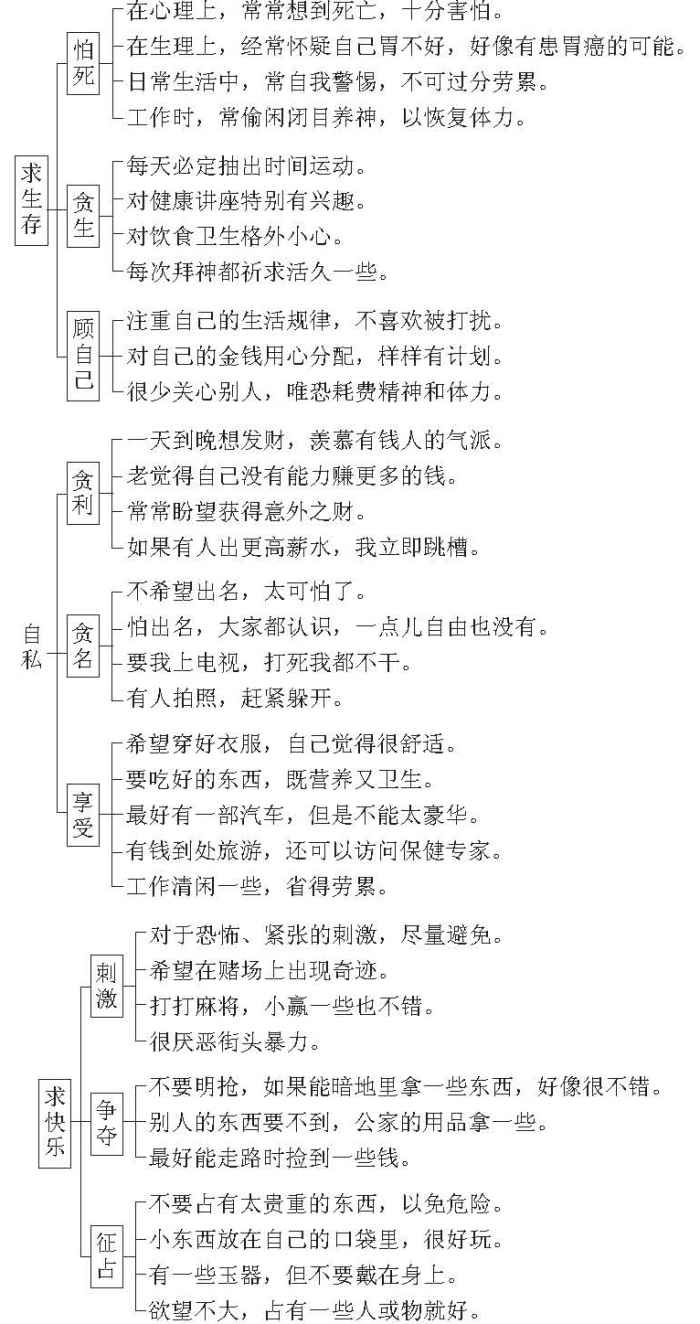 求生存
怕死
在心理上，常常想到死亡，十分害怕。
在生理上，经常怀疑自己胃不好，好像有患胃癌的可能。
日常生活中，常自我警惕，不可过分劳累。
工作时，常偷闲闭目养神，以恢复体力。
贪生
每天必定抽出时间运动。
对健康讲座特别有兴趣。
对饮食卫生格外小心。
每次拜神都祈求活久一些。
顾自己
注重自己的生活规律，不喜欢被打扰。
对自己的金钱用心分配，样样有计划。
很少关心别人，唯恐耗费精神和体力。
自私
贪利
一天到晚想发财，羡慕有钱人的气派。
老觉得自己没有能力赚更多的钱。
常常盼望获得意外之财。
如果有人出更高薪水，我立即跳槽。
贪名
不希望出名，太可怕了。
怕出名，大家都认识，一点儿自由也没有。
要我上电视，打死我都不干。
有人拍照，赶紧躲开。
享受
希望穿好衣服，自己觉得很舒适。
要吃好的东西，既营养又卫生。
最好有一部汽车，但是不能太豪华。
有钱到处旅游，还可以访问保健专家。
工作清闲一些，省得劳累。
求快乐
刺激
对于恐怖、紧张的刺激，尽量避免。
希望在赌场上出现奇迹。
打打麻将，小赢一些也不错。
很厌恶街头暴力。
争夺
不要明抢，如果能暗地里拿一些东西，好像很不错。
别人的东西要不到，公家的用品拿一些。
最好能走路时捡到一些钱。
征占
不要占有太贵重的东西，以免危险。
小东西放在自己的口袋里，很好玩。
有一些玉器，但不要戴在身上。
欲望不大，占有一些人或物就好。